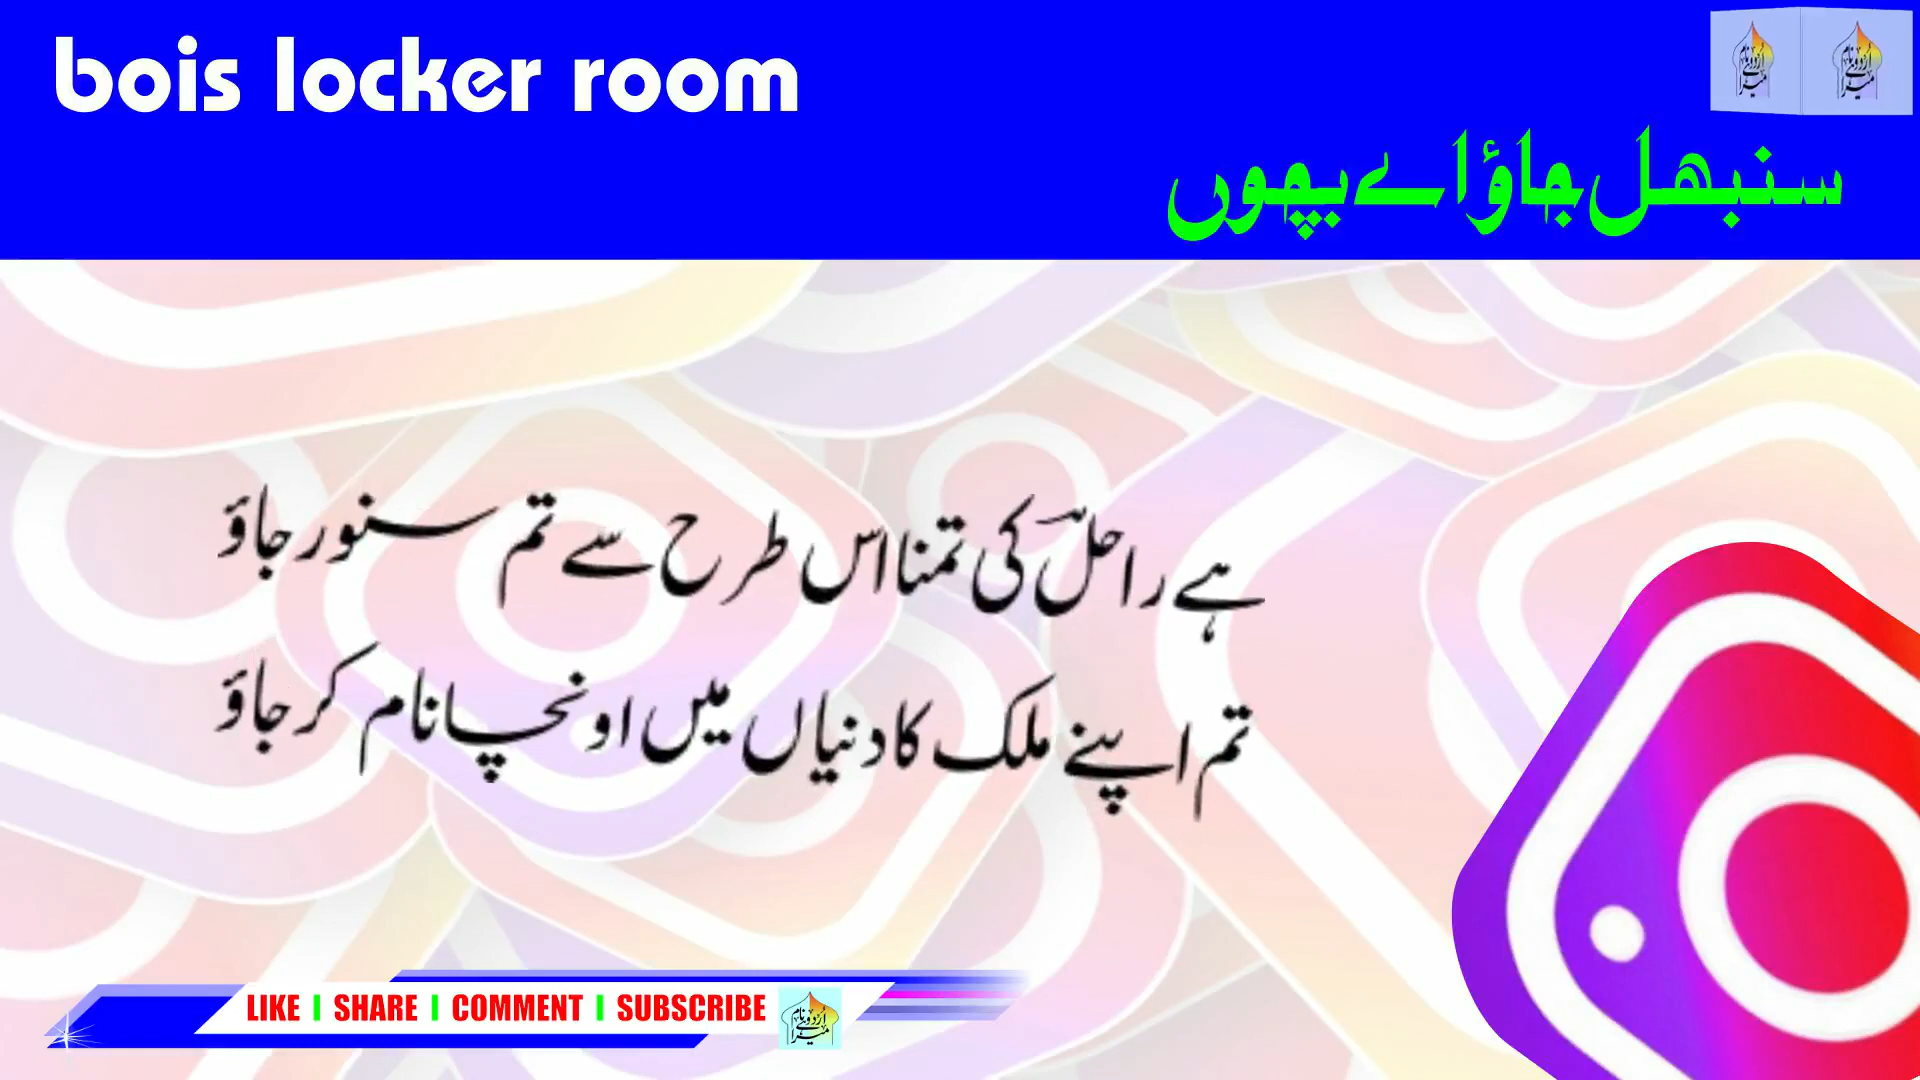 bois locker room
سنبھل جاؤ اے بچوں
ہے راحلؔ کی تمنا اس طرح سے تم سنور جاؤ
تم اپنے ملک کا دنیاں میں اونچا نام کر جاؤ
LIKE I SHARE I COMMENT I SUBSCRIBE